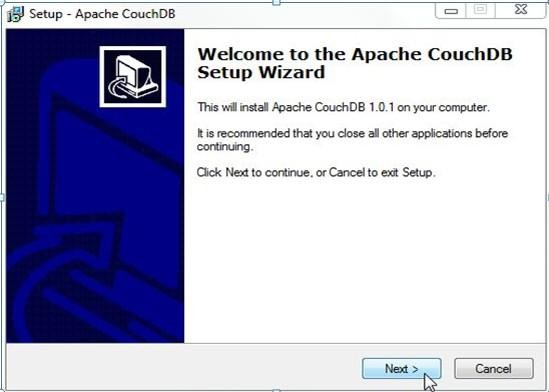 Setup - Apache CouchDB
Welcome to the Apache CouchDB
Setup Wizard
This will install Apache CouchDB 1.0.1 on your computer.
It is recommended that you close all other applications before
continuing.
Click Next to continue, or Cancel to exit Setup.
Next >
Cancel